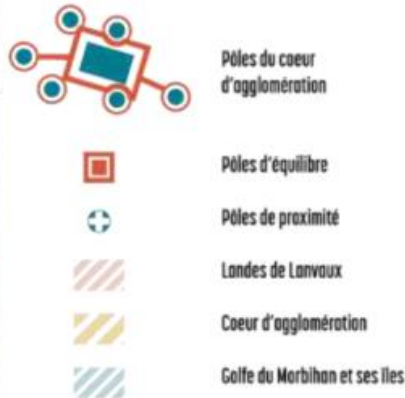 Pôles du coeur
d'agglomération
Pôles d'équilibre
Pôles de proximité
Landes de Lanvaux
Coeur d'agglomération
Golfe du Morbihan et ses îles